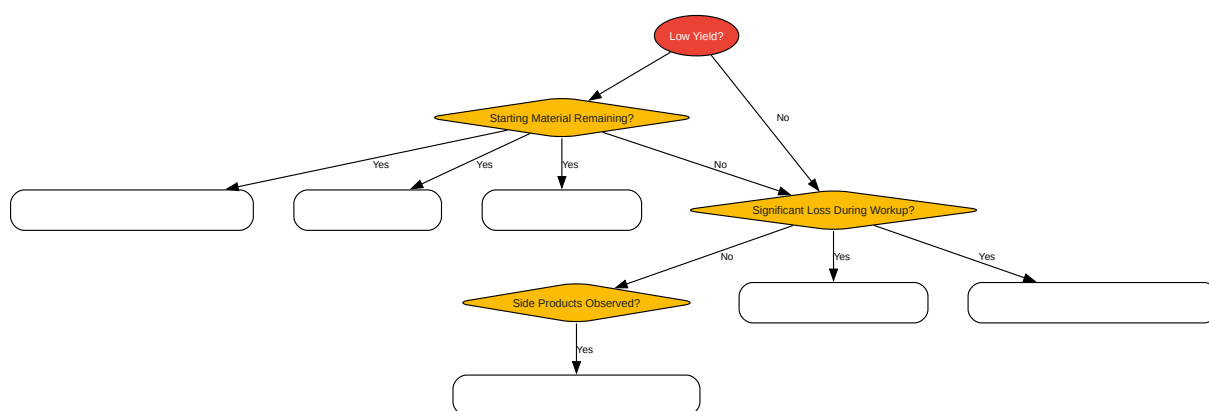 Low Yield?
No
Starting Material Remaining?
Yes
Yes
Yes
No
Significant Loss During Workup?
No
Yes
Yes
Side Products Observed?
Yes